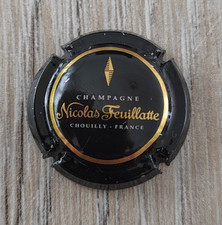 CHAMPAGNE
Nicolas Feuillatte
CHOUILLY - FRANCE